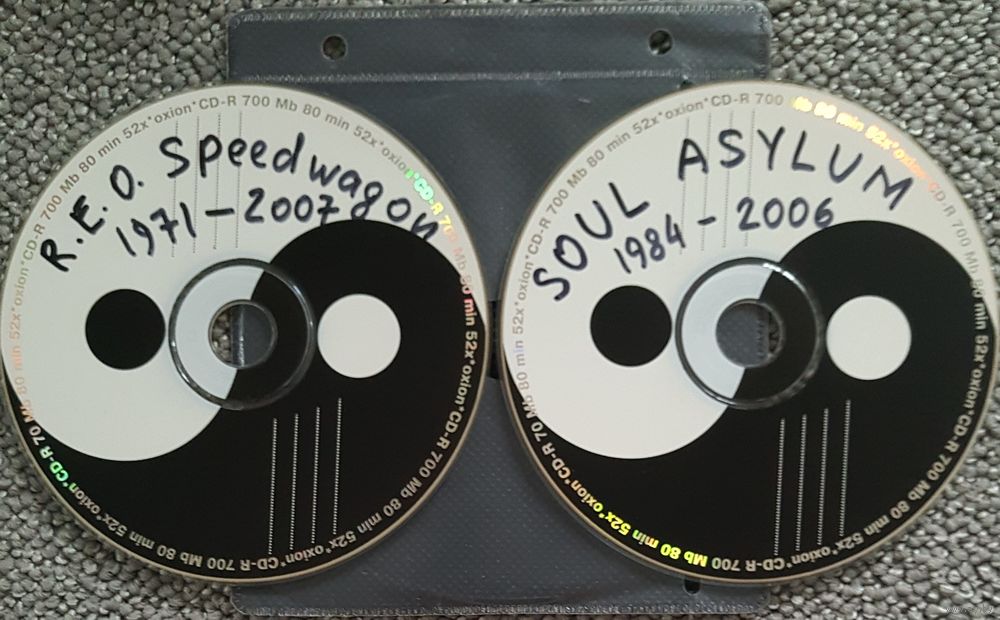 R.E.O. Speedwagon
1971-2007
oxion CD-R 700 Mb 80 min 52x
SOUL ASYLUM
1984-2006
oxion CD-R 700 Mb 80 min 52x